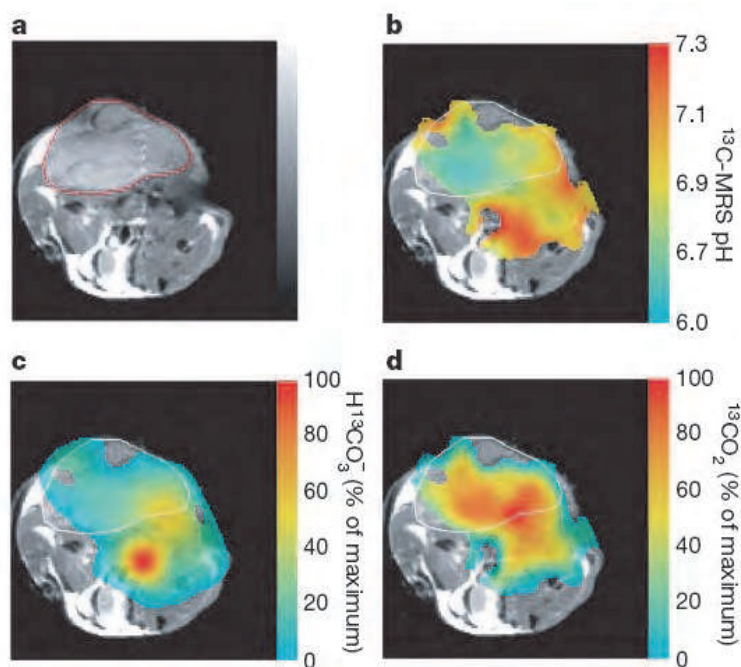 a
b
7.3
7.1
6.9
6.7
6.0
¹³C-MRS pH
c
100
80
60
40
20
0
H¹³CO₃⁻ (% of maximum)
d
100
80
60
40
20
0
¹³CO₂ (% of maximum)